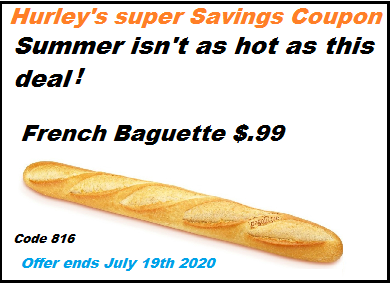 Hurley's super Savings Coupon
Summer isn't as hot as this
deal!
French Baguette $.99
Code 816
Offer ends July 19th 2020